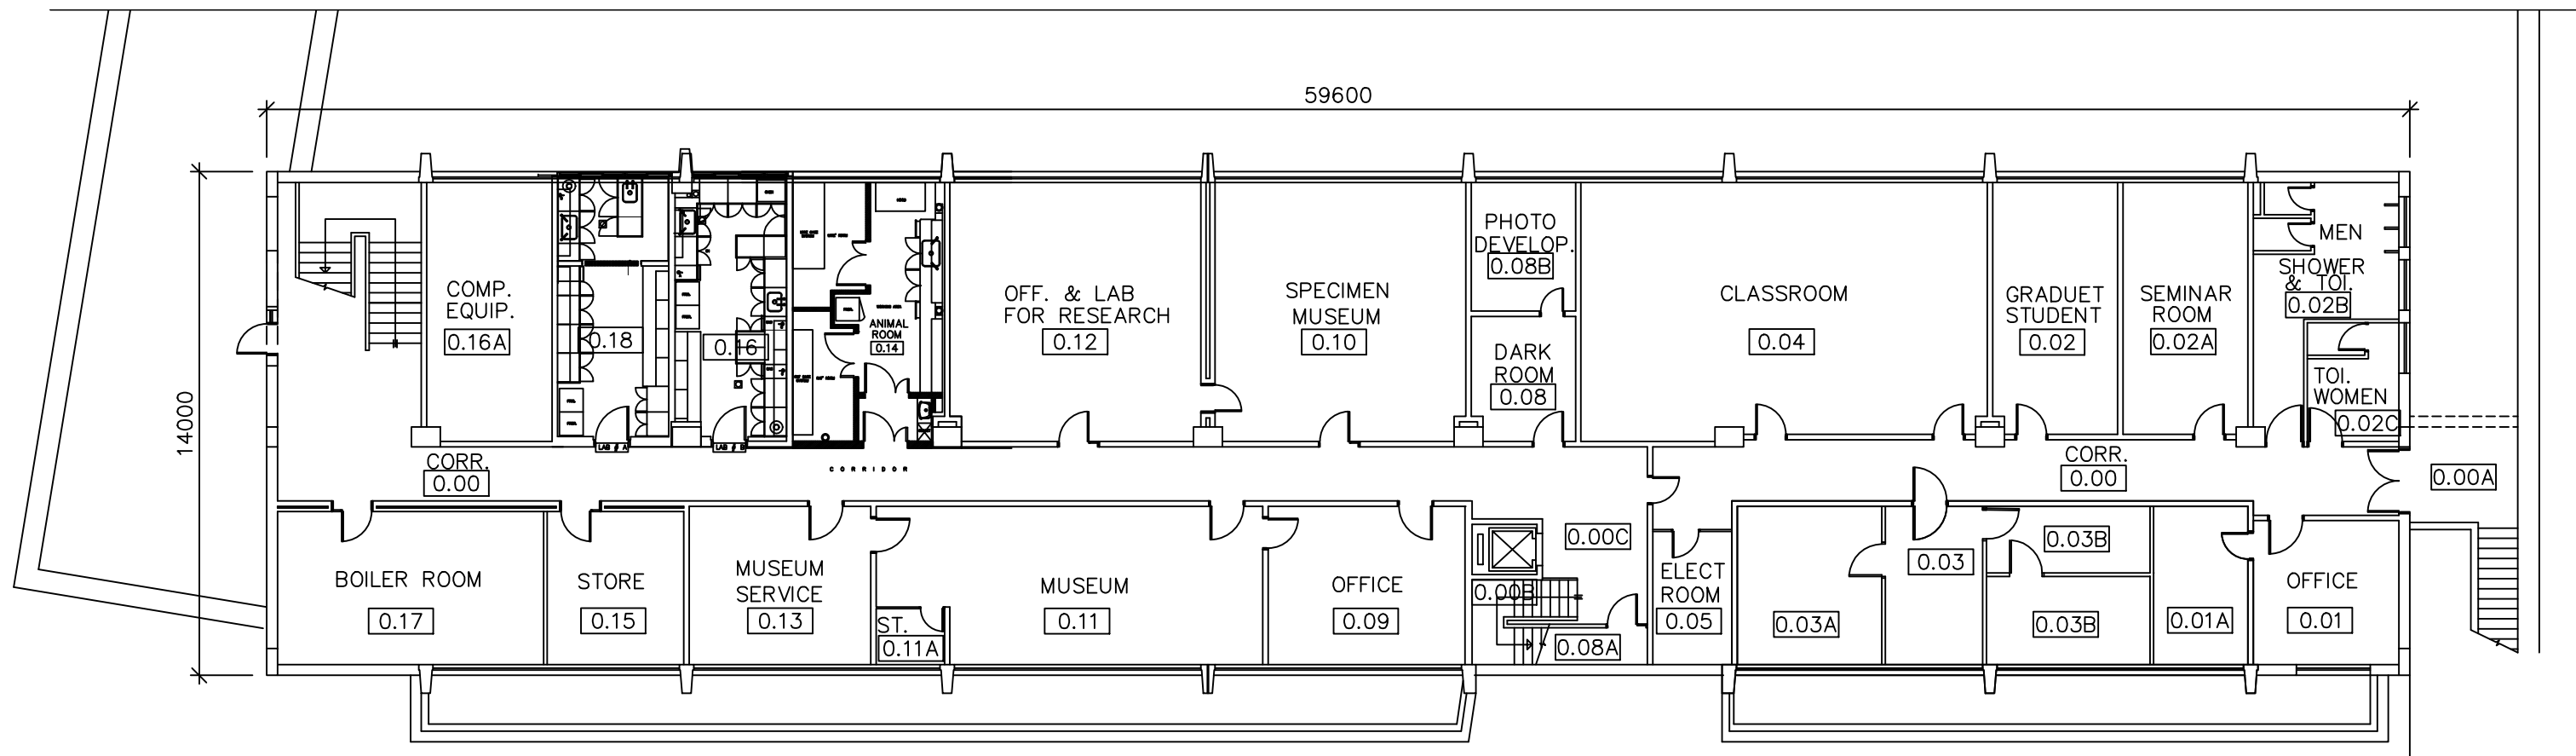 59600
14000
COMP.
EQUIP.
0.16A
0.18
0.16
ANIMAL
ROOM
0.14
OFF. & LAB
FOR RESEARCH
0.12
SPECIMEN
MUSEUM
0.10
PHOTO
DEVELOP.
0.08B
DARK
ROOM
0.08
CLASSROOM
0.04
GRADUET
STUDENT
0.02
SEMINAR
ROOM
0.02A
MEN
SHOWER
& TOI.
0.02B
TOI.
WOMEN
0.02C
LAB # A
LAB # B
CORR.
0.00
CORRIDOR
CORR.
0.00
0.00A
BOILER ROOM
0.17
STORE
0.15
MUSEUM
SERVICE
0.13
ST.
0.11A
MUSEUM
0.11
OFFICE
0.09
0.00B
0.00C
0.08A
ELECT
ROOM
0.05
0.03A
0.03
0.03B
0.03B
0.01A
OFFICE
0.01